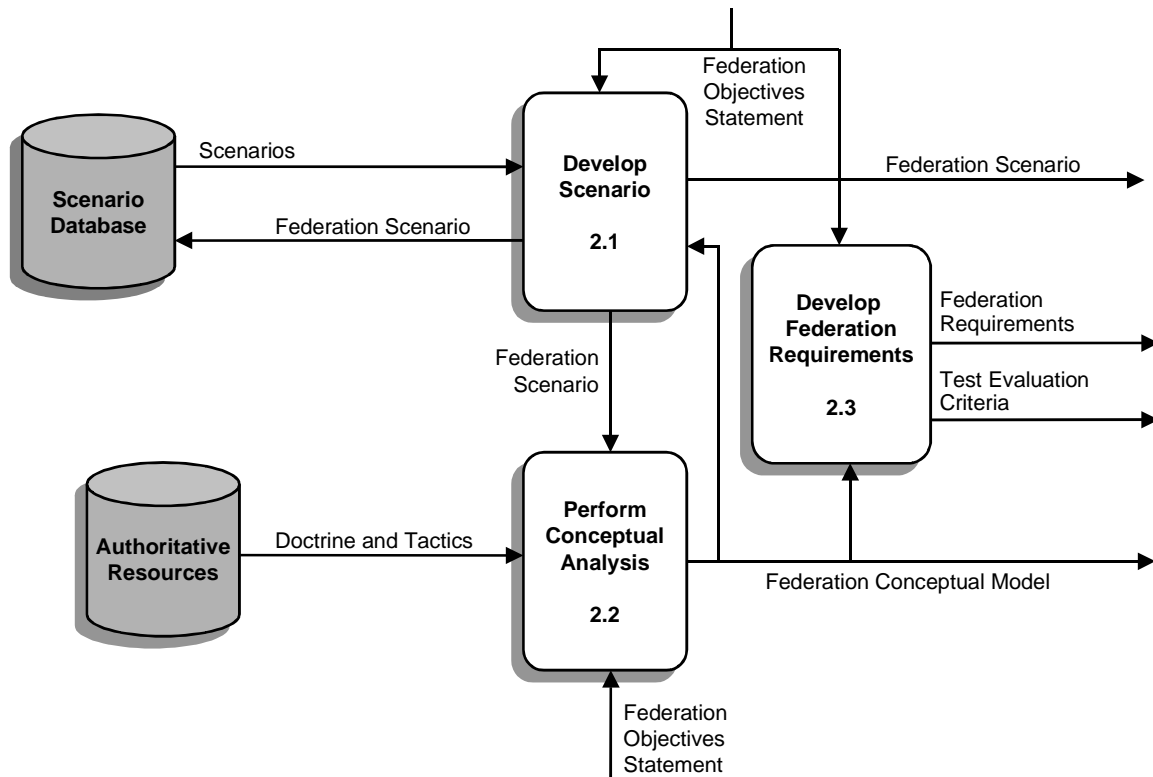 Federation
Objectives
Statement
Scenarios
Develop
Scenario
2.1
Federation Scenario
Scenario
Database
Federation Scenario
Develop
Federation
Requirements
2.3
Federation
Requirements
Federation
Scenario
Test Evaluation
Criteria
Authoritative
Resources
Doctrine and Tactics
Perform
Conceptual
Analysis
2.2
Federation Conceptual Model
Federation
Objectives
Statement